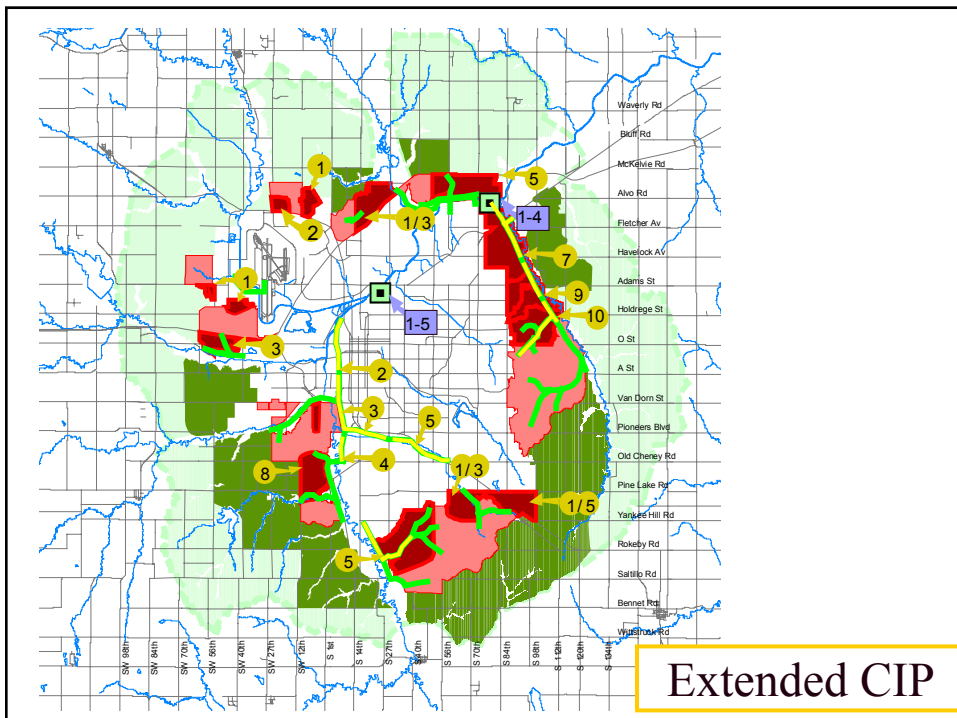 Waverly Rd
Bluff Rd
McKelvie Rd
1
5
Alvo Rd
2
1 / 3
1-4
Fletcher Av
7
Havelock Av
1
Adams St
9
1-5
Holdrege St
10
3
O St
2
A St
3
Van Dorn St
5
Pioneers Blvd
4
Old Cheney Rd
8
1/ 3
Pine Lake Rd
1/ 5
Yankee Hill Rd
5
Rokeby Rd
Saltillo Rd
Bennet Rd
Wittstruck Rd
SW 98th
SW 84th
SW 70th
SW 56th
SW 40th
SW 27th
SW 12th
S 1st
S 14th
S 27th
S 40th
S 56th
S 70th
S 84th
S 98th
S 112th
S 120th
S 134th
Extended CIP